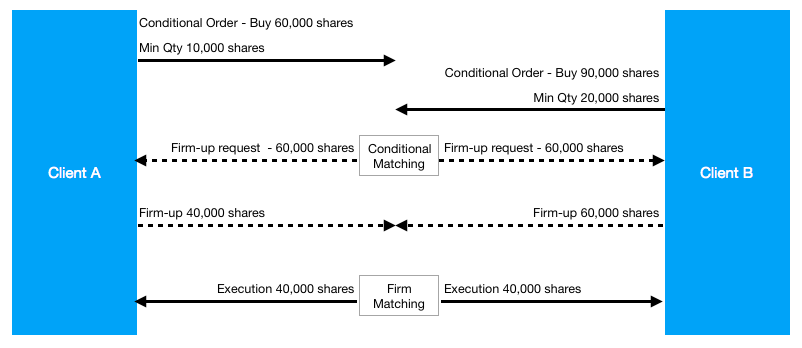 Conditional Order - Buy 60,000 shares
Min Qty 10,000 shares
Conditional Order - Buy 90,000 shares
Min Qty 20,000 shares
Firm-up request - 60,000 shares
Conditional
Matching
Firm-up request - 60,000 shares
Client A
Client B
Firm-up 40,000 shares
Firm-up 60,000 shares
Execution 40,000 shares
Firm
Matching
Execution 40,000 shares